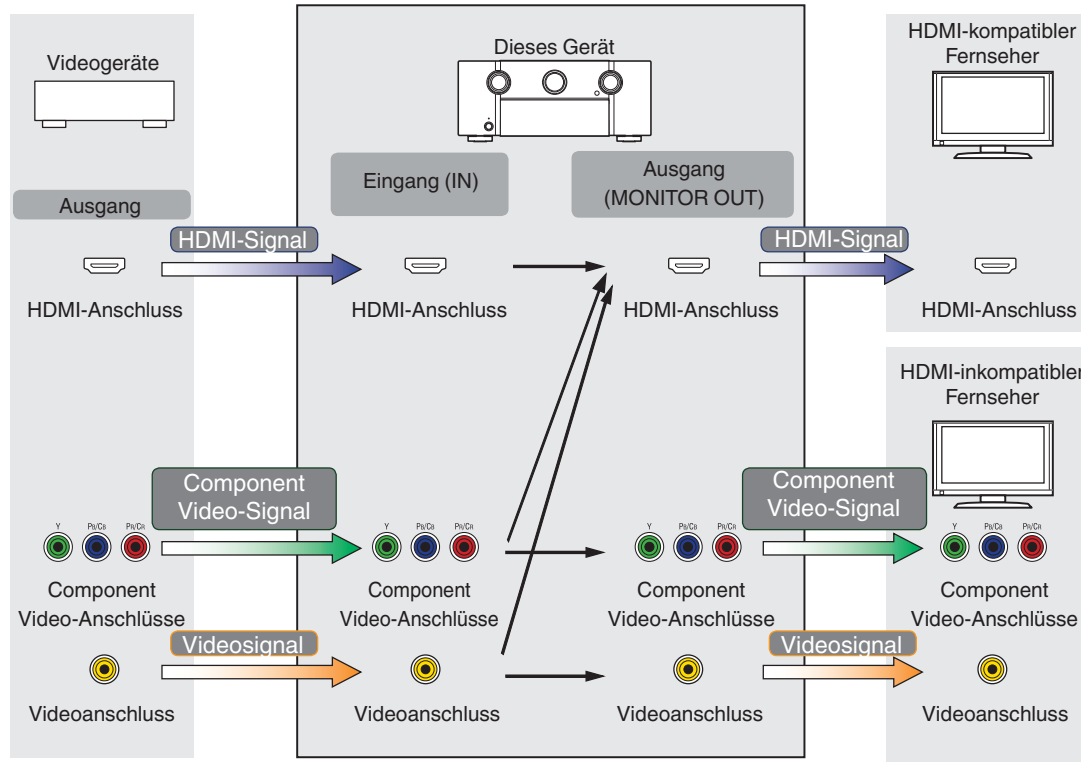 Videogeräte
Dieses Gerät
HDMI-kompatibler
Fernseher
Ausgang
Eingang (IN)
Ausgang
(MONITOR OUT)
HDMI-Signal
HDMI-Signal
HDMI-Anschluss
HDMI-Anschluss
HDMI-Anschluss
HDMI-Anschluss
HDMI-inkompatibler
Fernseher
Component
Video-Signal
Component
Video-Signal
Y PB/CB PR/CR
Y PB/CB PR/CR
Y PB/CB PR/CR
Y PB/CB PR/CR
Component
Video-Anschlüsse
Component
Video-Anschlüsse
Component
Video-Anschlüsse
Component
Video-Anschlüsse
Videosignal
Videosignal
Videoanschluss
Videoanschluss
Videoanschluss
Videoanschluss